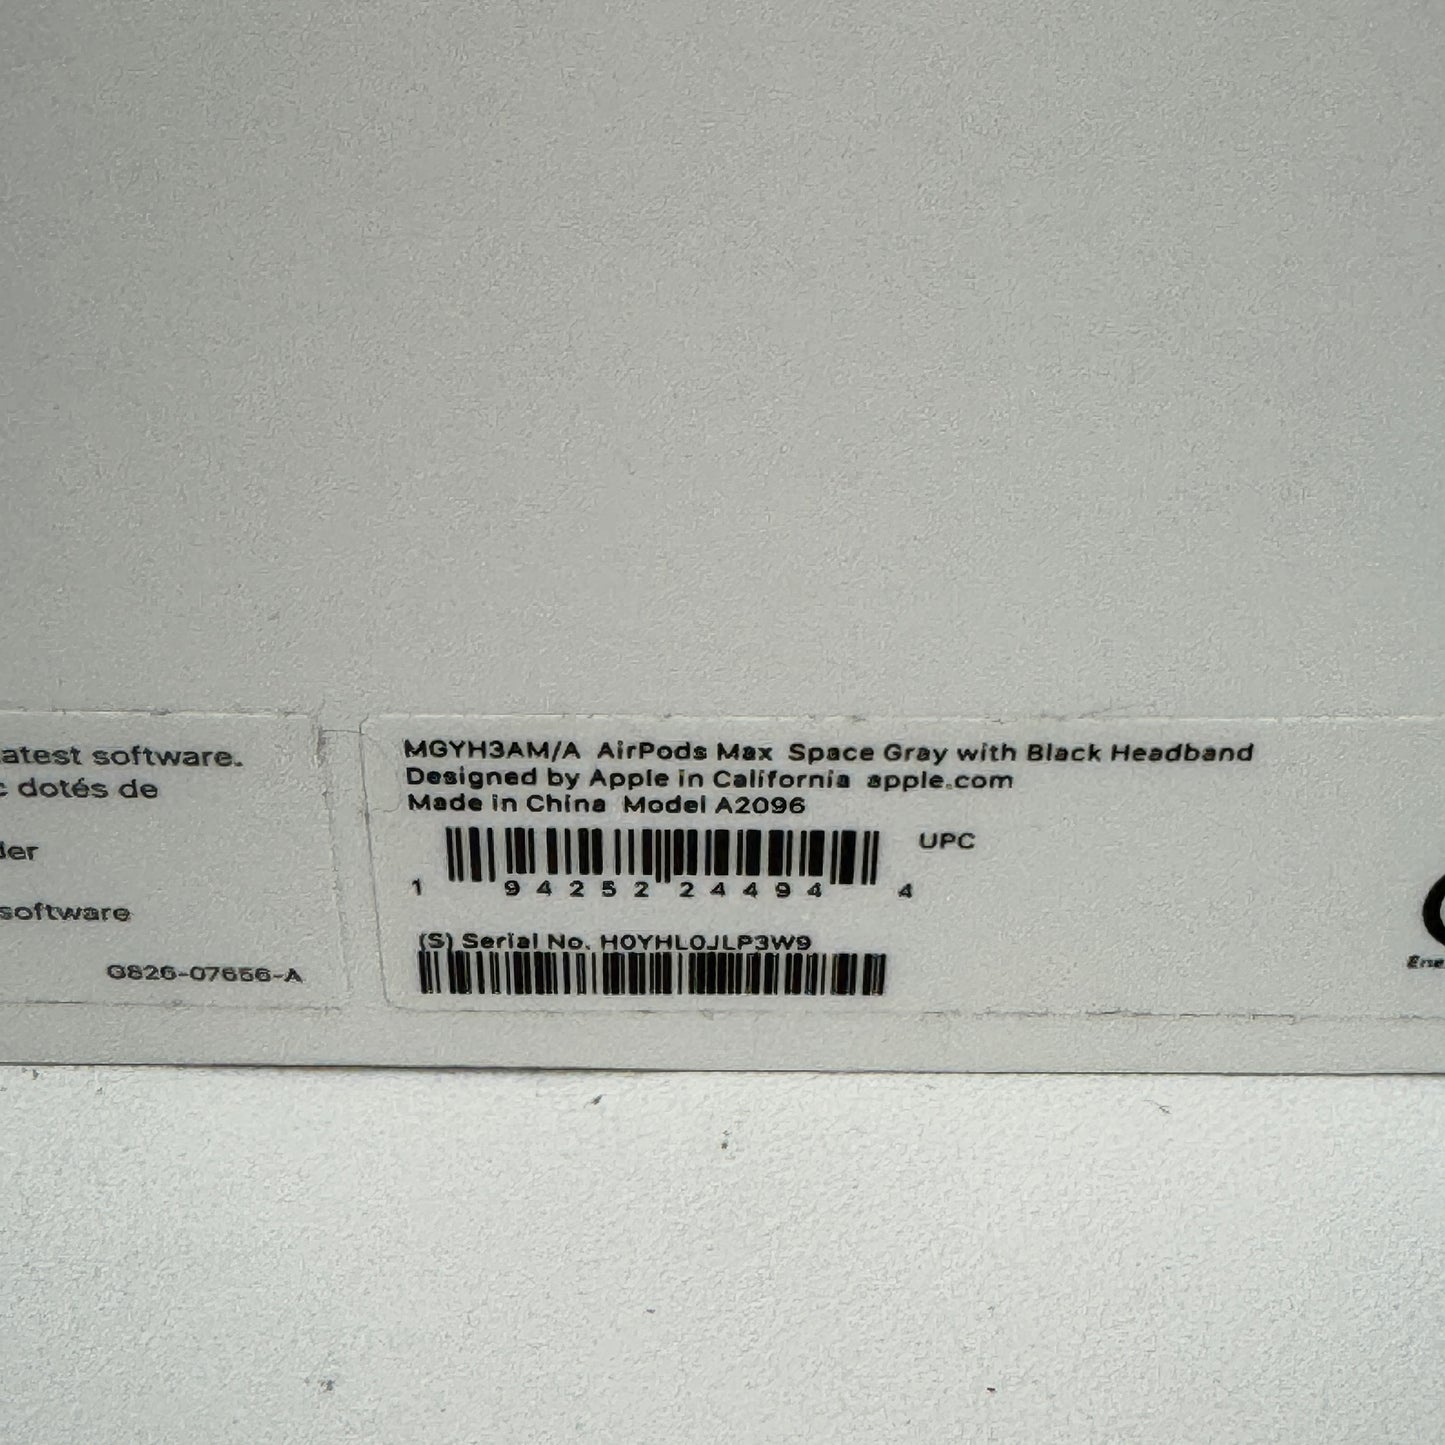 atest software.
c dotés de
der
software
G826-07656-A
MGYH3AM/A AirPods Max Space Gray with Black Headband
Designed by Apple in California apple.com
Made in China Model A2096
UPC
1 94252 24494 4
(S) Serial No. H0YHL0JLP3W9
Ene